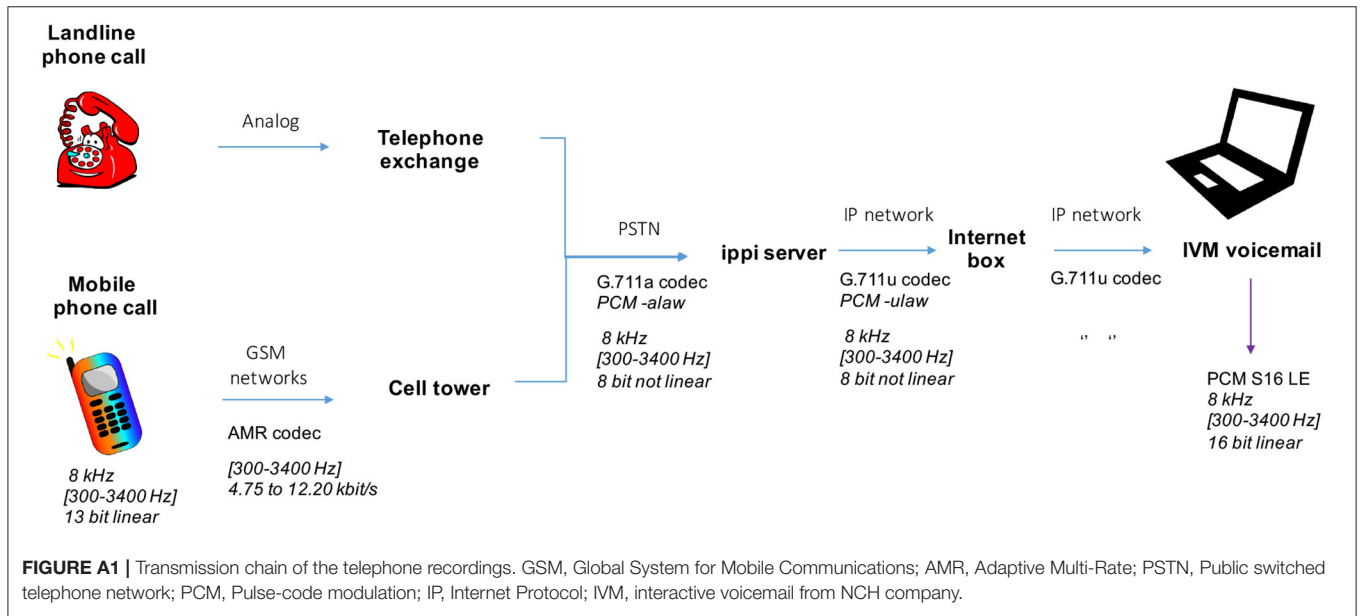 Landline
phone call
Analog
Telephone
exchange
Mobile
phone call
8 kHz
[300-3400 Hz]
13 bit linear
GSM
networks
AMR codec
[300-3400 Hz]
4.75 to 12.20 kbit/s
Cell tower
PSTN
G.711a codec
PCM -alaw
8 kHz
[300-3400 Hz]
8 bit not linear
ippi server
IP network
G.711u codec
PCM -ulaw
8 kHz
[300-3400 Hz]
8 bit not linear
Internet
box
IP network
G.711u codec
‘’ ‘’
IVM voicemail
PCM S16 LE
8 kHz
[300-3400 Hz]
16 bit linear
FIGURE A1 | Transmission chain of the telephone recordings. GSM, Global System for Mobile Communications; AMR, Adaptive Multi-Rate; PSTN, Public switched
telephone network; PCM, Pulse-code modulation; IP, Internet Protocol; IVM, interactive voicemail from NCH company.